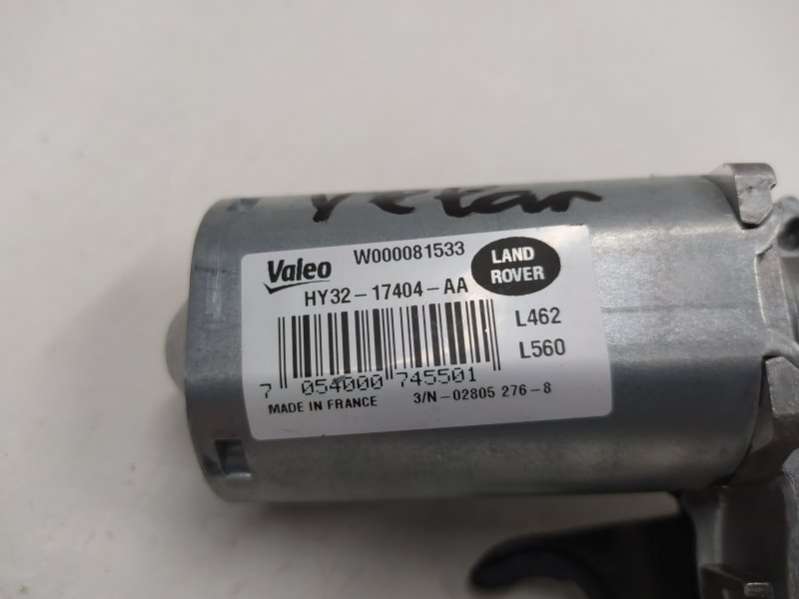 Valeo W000081533
LAND ROVER
HY32-17404-AA
L462
L560
7 054000 745501
MADE IN FRANCE 3/N-02805 276-8